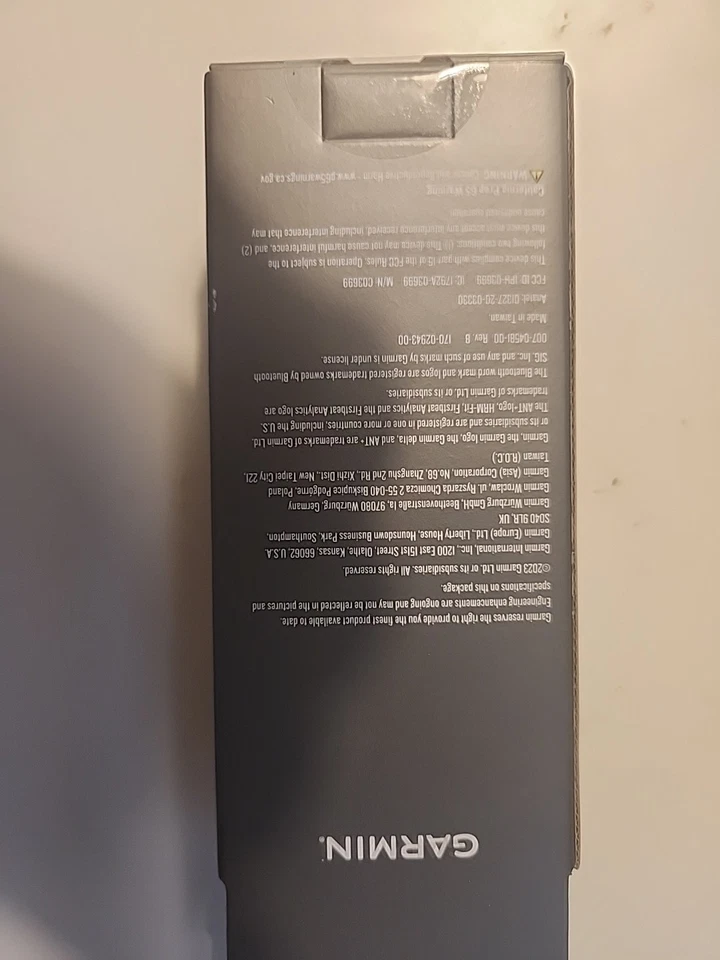 GARMIN®
Garmin reserves the right to provide you the finest product available to date.
Engineering enhancements are ongoing and may not be reflected in the pictures and
specifications on this package.
©2023 Garmin Ltd. or its subsidiaries. All rights reserved.
Garmin International, Inc., 1200 East 151st Street, Olathe, Kansas, 66062, U.S.A.
Garmin (Europe) Ltd., Liberty House, Hounsdown Business Park, Southampton,
SO40 9LR, UK
Garmin Würzburg GmbH, Beethovenstraße 1a, 97080 Würzburg, Germany
Garmin Wroclaw, ul. Ryszarda Chomicza 2 55-040 Biskupice Podgórne, Poland
Garmin (Asia) Corporation, No.68, Zhangshu 2nd Rd., Xizhi Dist., New Taipei City 221,
Taiwan (R.O.C.)
Garmin, the Garmin logo, the Garmin delta, and ANT+ are trademarks of Garmin Ltd.
or its subsidiaries and are registered in one or more countries, including the U.S.
The ANT+logo, HRM-Fit, Firstbeat Analytics and the Firstbeat Analytics logo are
trademarks of Garmin Ltd. or its subsidiaries.
The Bluetooth word mark and logos are registered trademarks owned by Bluetooth
SIG, Inc. and any use of such marks by Garmin is under license.
007-04581-00 Rev. B 170-02943-00
Made in Taiwan
Anatel: 01327-20-03330
FCC ID: IPH-03699 IC: 1792A-03699 M/N: C03699
This device complies with part 15 of the FCC Rules. Operation is subject to the
following two conditions: (1) This device may not cause harmful interference, and (2)
this device must accept any interference received, including interference that may
cause undesired operation.
California Prop 65 Warning
⚠WARNING: Cancer and Reproductive Harm - www.p65warnings.ca.gov